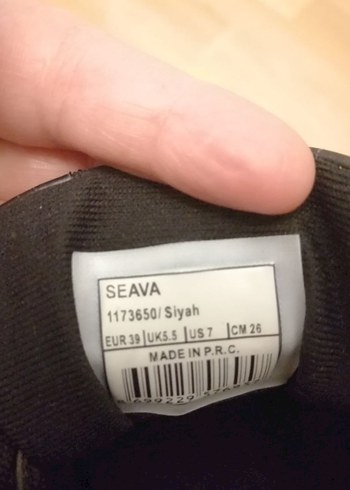 SEAVA
1173650/ Siyah
EUR 39 UK5.5 US 7 CM 26
MADE IN P.R.C.